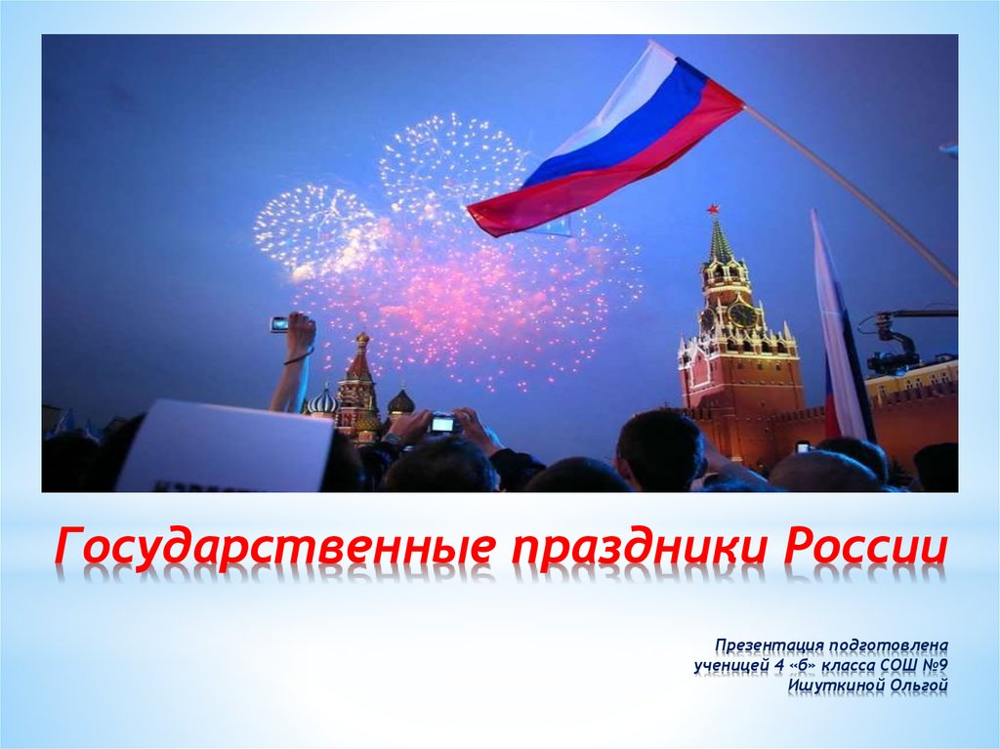 Государственные праздники России
Презентация подготовлена
ученицей 4 «б» класса СОШ №9
Ишуткиной Ольгой